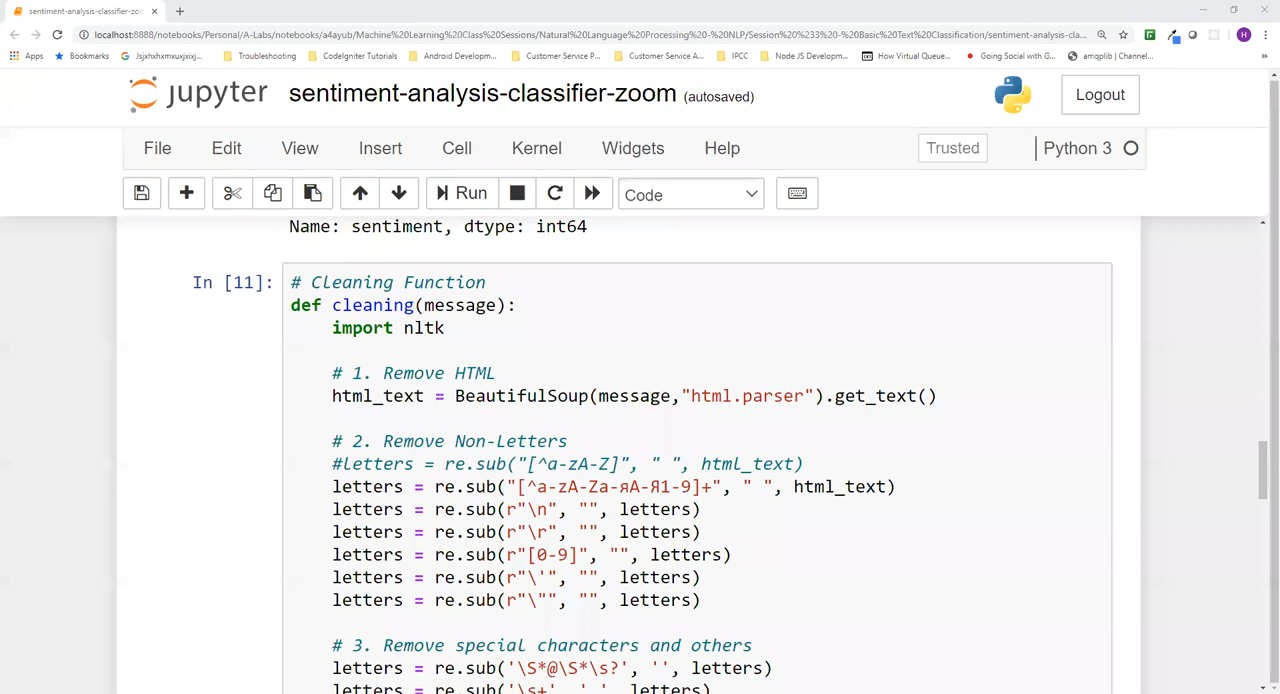 sentiment-analysis-classifier-zo
localhost:8888/notebooks/Personal/A-Labs/notebooks/a4ayub/Machine%20Learning%20Class%20Sessions/Natural%20Language%20Processing%20-%20NLP/Session%20%233%20-%20Basic%20Text%20Classification/sentiment-analysis-cla...
H
Apps
Bookmarks
Jsjxhxmxuxjxixj...
Troubleshooting
CodeIgniter Tutorials
Android Developm...
Customer Service P...
Customer Service A...
IPCC
Node JS Developm...
How Virtual Queue...
Going Social with G...
amqplib | Channel...
»
jupyter sentiment-analysis-classifier-zoom (autosaved)
Logout
File Edit View Insert Cell Kernel Widgets Help
Trusted
Python 3
Run
Code
Name: sentiment, dtype: int64
In [11]:
# Cleaning Function
def cleaning(message):
    import nltk
    # 1. Remove HTML
    html_text = BeautifulSoup(message,"html.parser").get_text()
    # 2. Remove Non-Letters
    #letters = re.sub("[^a-zA-Z]", " ", html_text)
    letters = re.sub("[^a-zA-Zа-яА-Я1-9]+", " ", html_text)
    letters = re.sub(r"\n", "", letters)
    letters = re.sub(r"\r", "", letters)
    letters = re.sub(r"[0-9]", "", letters)
    letters = re.sub(r"\'", "", letters)
    letters = re.sub(r"\"", "", letters)
    # 3. Remove special characters and others
    letters = re.sub('\S*@\S*\s?', '', letters)
    letters = re.sub('\s+', ' ', letters)